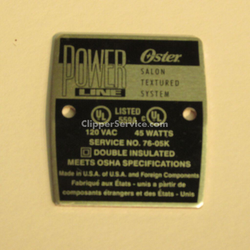 POWER LINE
Oster
SALON
TEXTURED
SYSTEM
UL LISTED 559A UL
120 VAC 45 WATTS
SERVICE NO. 76-05K
DOUBLE INSULATED
MEETS OSHA SPECIFICATIONS
Made in U.S.A. of U.S.A. and Foreign Components
Fabriqué aux États - unis a partir de
composants étrangers et des États - Unis
ClipperService.com